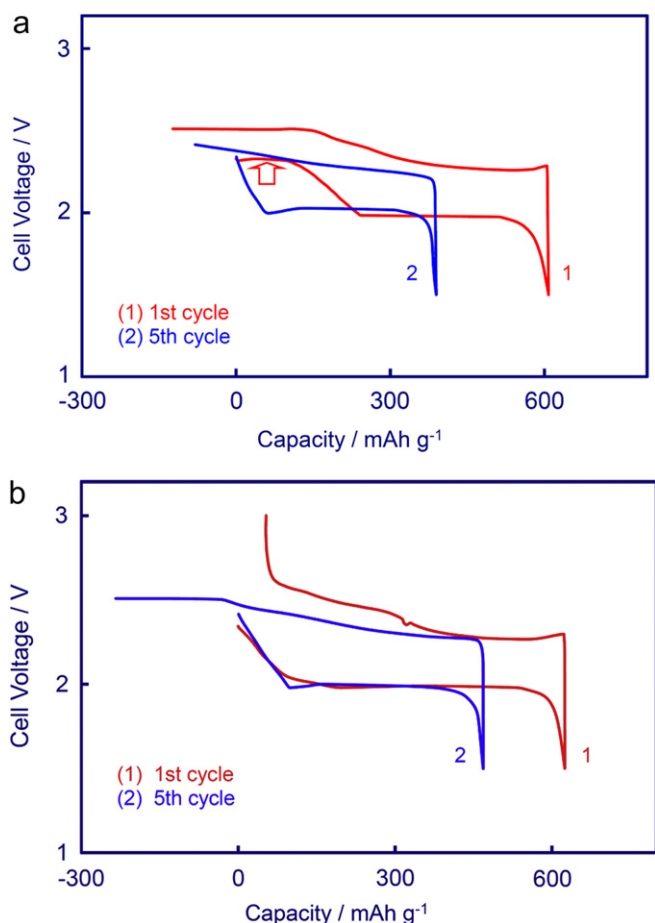 a
3
2
1
Cell Voltage / V
2
1
(1) 1st cycle
(2) 5th cycle
-300
0
300
600
Capacity / mAh g⁻¹
b
3
2
1
Cell Voltage / V
2
1
(1) 1st cycle
(2) 5th cycle
-300
0
300
600
Capacity / mAh g⁻¹